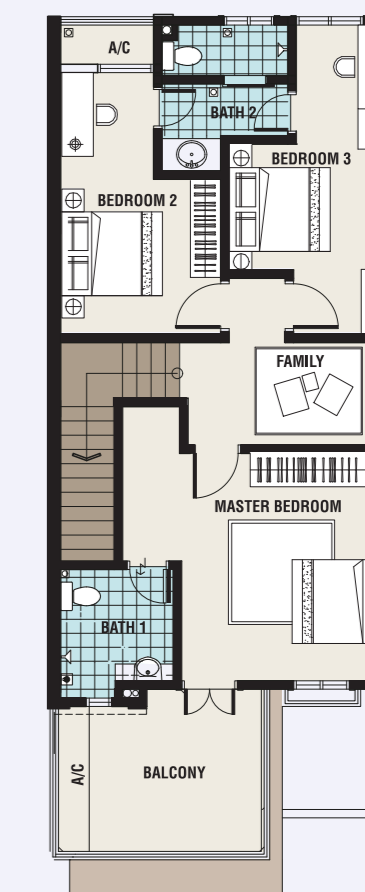 A/C
BATH 2
BEDROOM 3
BEDROOM 2
FAMILY
MASTER BEDROOM
BATH 1
A/C
BALCONY